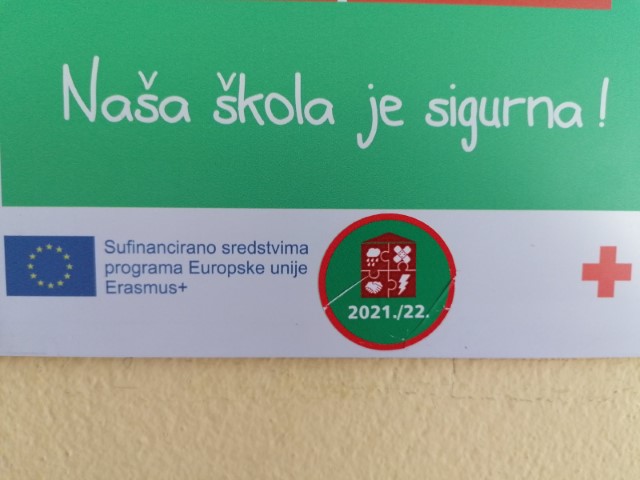 Naša škola je sigurna!
Sufinancirano sredstvima
programa Europske unije
Erasmus+
2021./22.